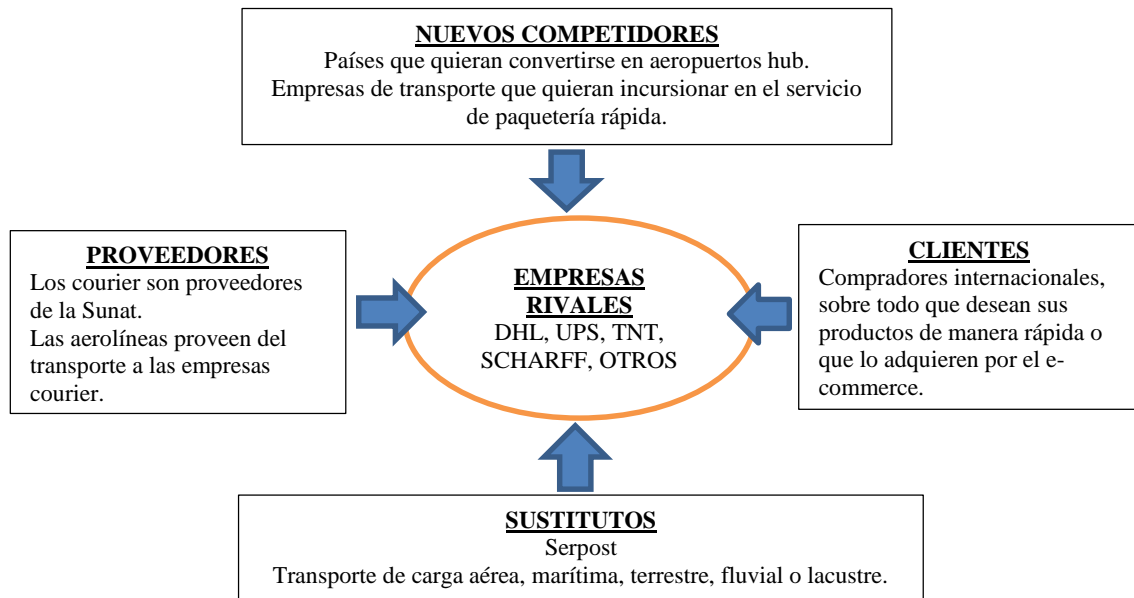 NUEVOS COMPETIDORES
Países que quieran convertirse en aeropuertos hub.
Empresas de transporte que quieran incursionar en el servicio
de paquetería rápida.
PROVEEDORES
Los courier son proveedores
de la Sunat.
Las aerolíneas proveen del
transporte a las empresas
courier.
EMPRESAS
RIVALES
DHL, UPS, TNT,
SCHARFF, OTROS
CLIENTES
Compradores internacionales,
sobre todo que desean sus
productos de manera rápida o
que lo adquieren por el e-
commerce.
SUSTITUTOS
Serpost
Transporte de carga aérea, marítima, terrestre, fluvial o lacustre.